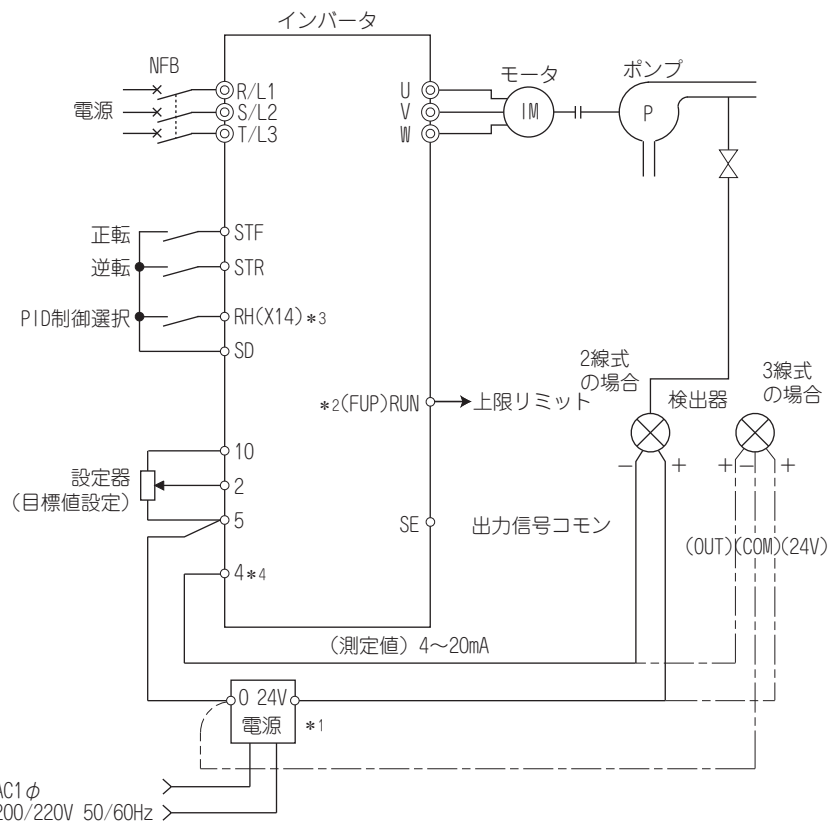 インバータ
NFB
電源
R/L1
S/L2
T/L3
U
V
W
モータ
IM
ポンプ
P
正転
STF
逆転
STR
PID制御選択
RH(X14)*3
SD
*2(FUP)RUN
上限リミット
2線式
の場合
検出器
3線式
の場合
- +
+ - +
(OUT)(COM)(24V)
設定器
(目標値設定)
10
2
5
4*4
SE
出力信号コモン
(測定値) 4〜20mA
0 24V
電源
*1
AC1φ
200/220V 50/60Hz